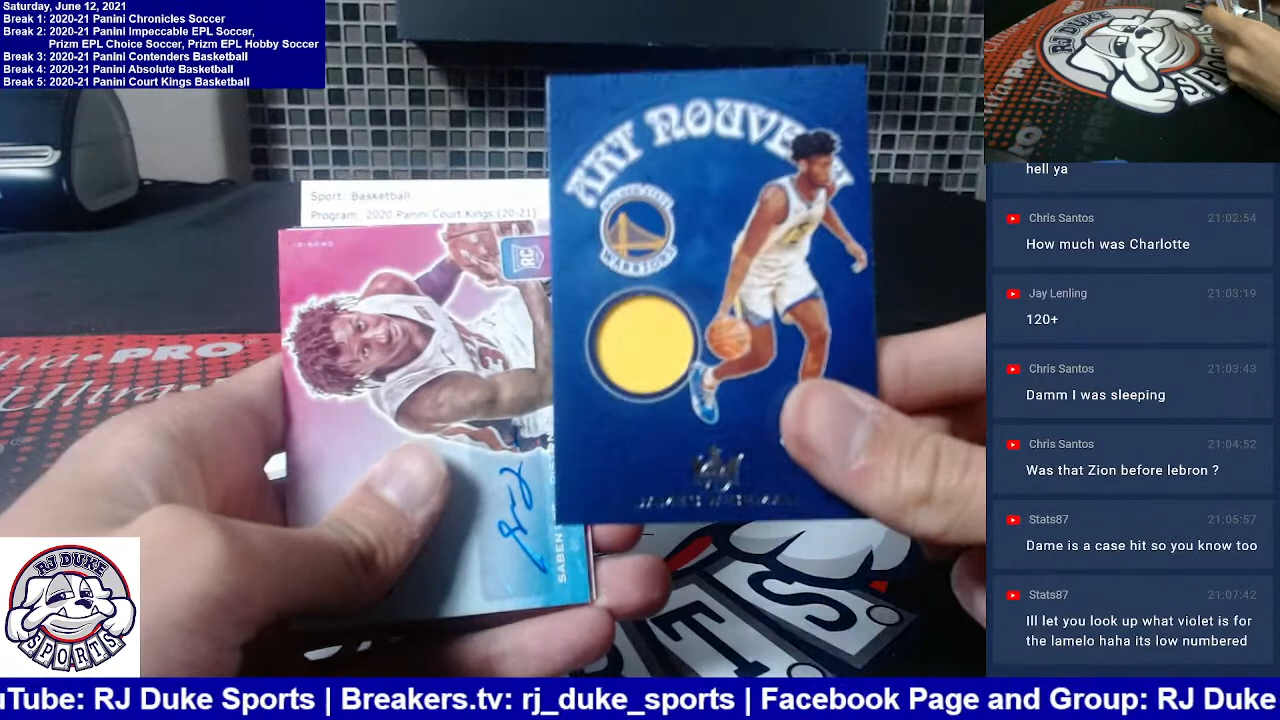 Saturday, June 12, 2021
Break 1: 2020-21 Panini Chronicles Soccer
Break 2: 2020-21 Panini Impeccable EPL Soccer,
Prizm EPL Choice Soccer, Prizm EPL Hobby Soccer
Break 3: 2020-21 Panini Contenders Basketball
Break 4: 2020-21 Panini Absolute Basketball
Break 5: 2020-21 Panini Court Kings Basketball
RJ DUKE
hell ya
Chris Santos 21:02:54
How much was Charlotte
Jay Lenling 21:03:19
120+
Chris Santos 21:03:43
Damm I was sleeping
Chris Santos 21:04:52
Was that Zion before lebron ?
Stats87 21:05:57
Dame is a case hit so you know too
Stats87 21:07:42
Ill let you look up what violet is for
the lamelo haha its low numbered
Sport: Basketball
Program: 2020 Panini Court Kings (20-21)
RC
SABEN
ART NOUVEAU
WARRIORS
Ultra PRO
RJ DUKE
SPORTS
uTube: RJ Duke Sports | Breakers.tv: rj_duke_sports | Facebook Page and Group: RJ Duke